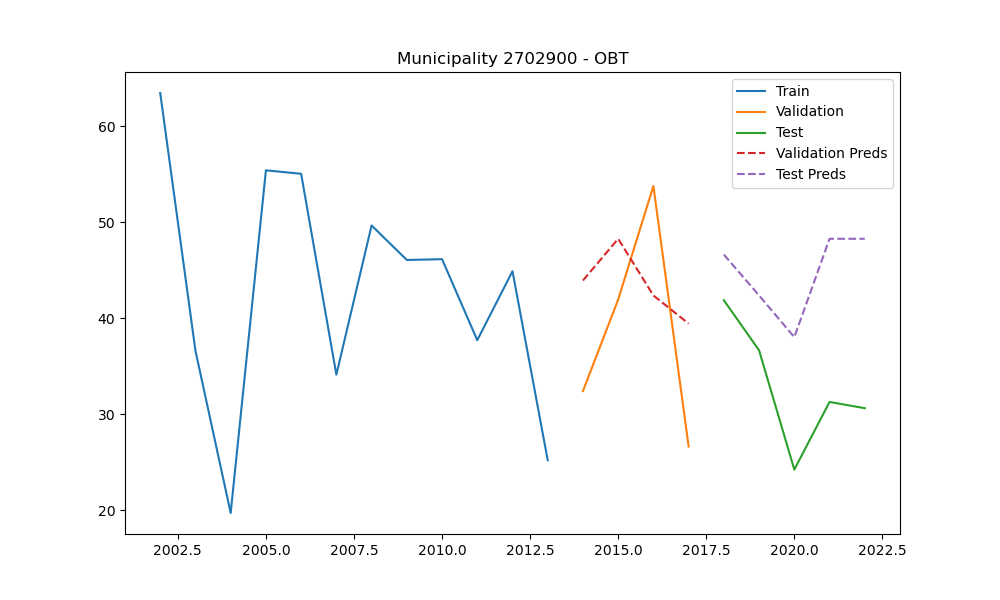 Municipality 2702900 - OBT
Train
Validation
Test
Validation Preds
Test Preds
60
50
40
30
20
2002.5 2005.0 2007.5 2010.0 2012.5 2015.0 2017.5 2020.0 2022.5